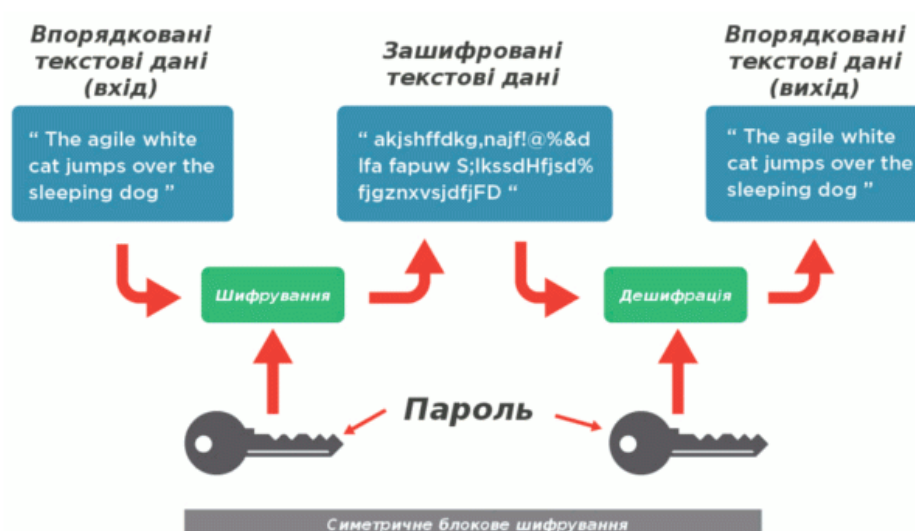 Впорядковані
текстові дані
(вхід)
Зашифровані
текстові дані
Впорядковані
текстові дані
(вихід)
“ The agile white
cat jumps over the
sleeping dog ”
“ akjshffdkg,najf!@%&d
lfa fapuw S;lkssdHfjsd%
fjgznxvsjdfjFD “
“ The agile white
cat jumps over the
sleeping dog ”
Шифрування
Дешифрація
Пароль
Симетричне блокове шифрування